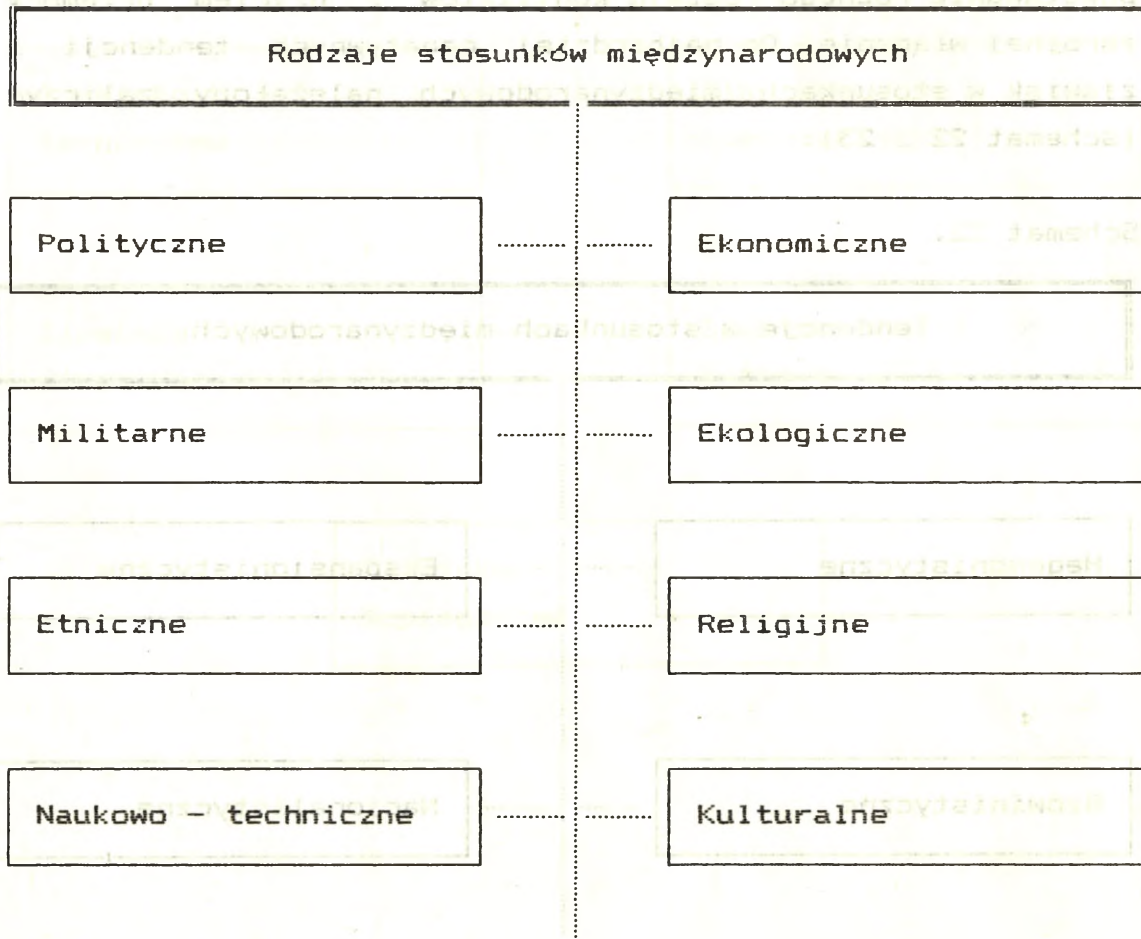 Rodzaje stosunków międzynarodowych
Polityczne
Ekonomiczne
Militarne
Ekologiczne
Etniczne
Religijne
Naukowo - techniczne
Kulturalne